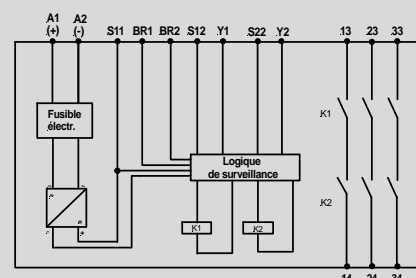 A1 A2 S11 BR1 BR2 S12 Y1 S22 Y2 13 23 33
(+) (-)
Fusible
électr.
K1
Logique
de surveillance
K2
K1 K2
14 24 34